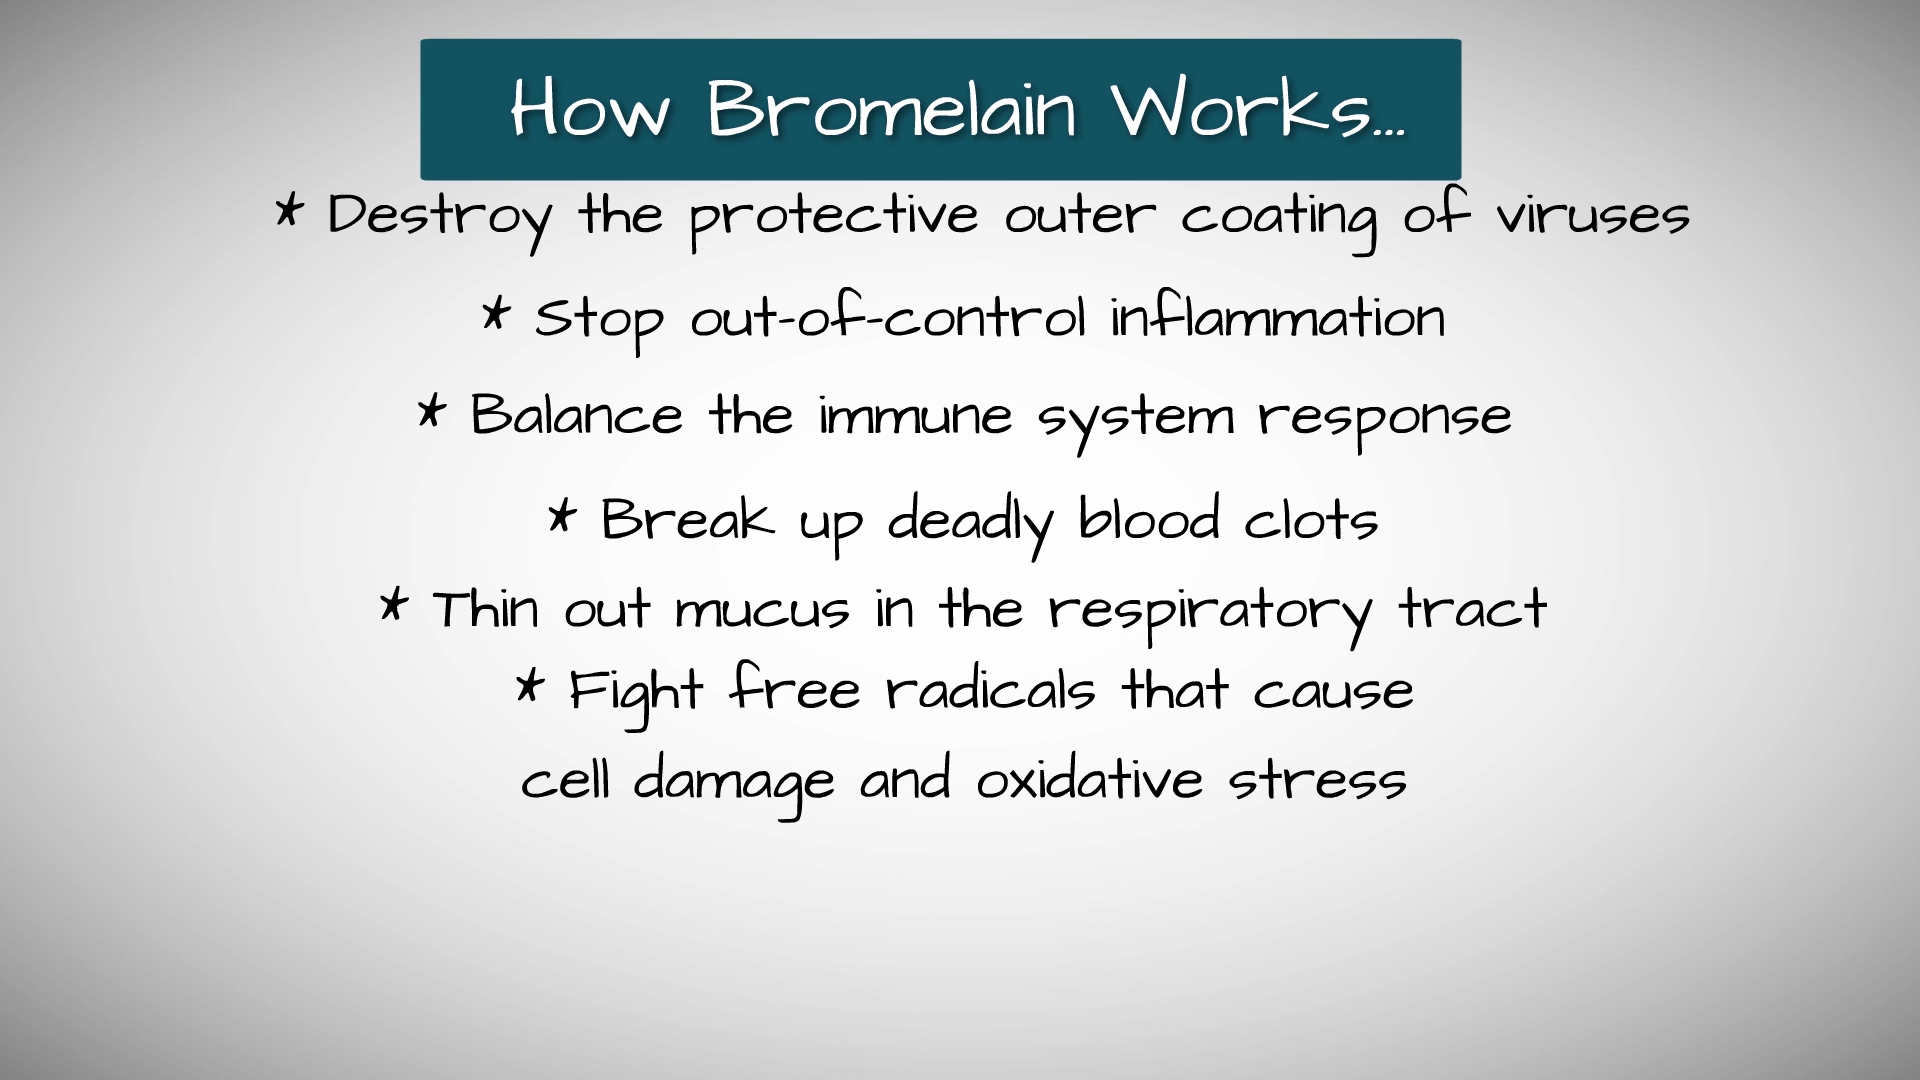 How Bromelain Works...
* Destroy the protective outer coating of viruses
* Stop out-of-control inflammation
* Balance the immune system response
* Break up deadly blood clots
* Thin out mucus in the respiratory tract
* Fight free radicals that cause
cell damage and oxidative stress